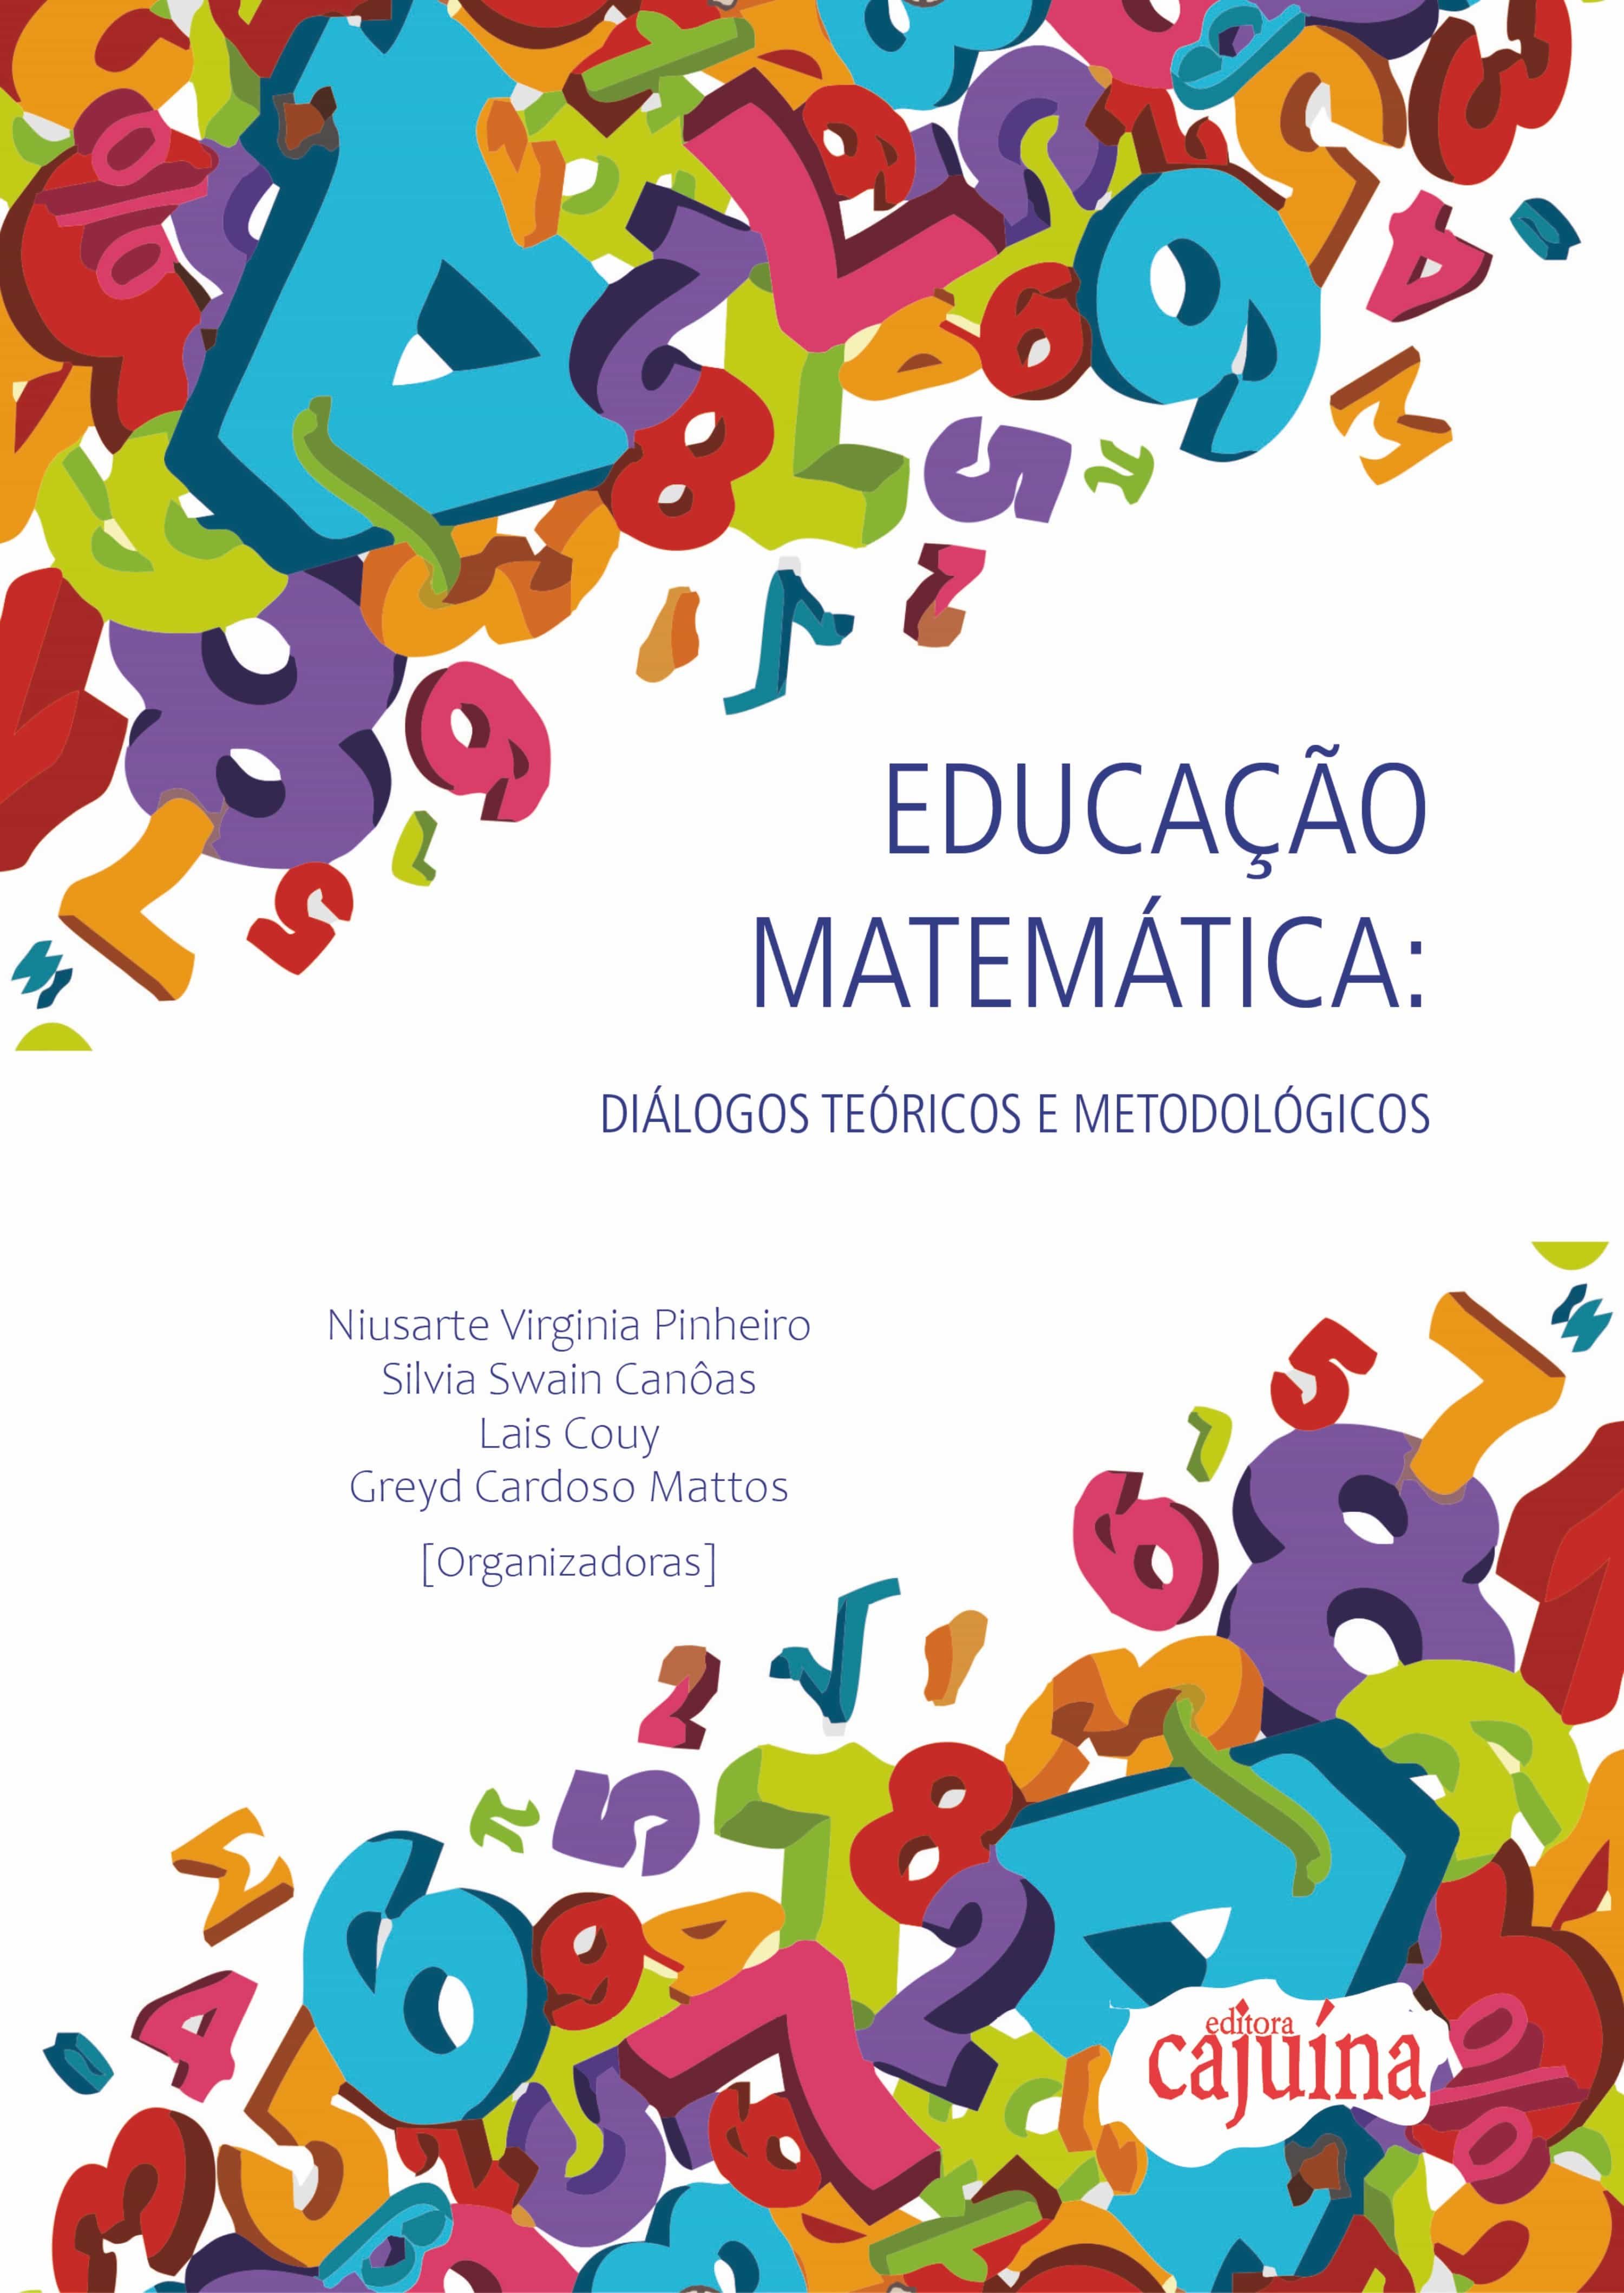 EDUCAÇÃO
MATEMÁTICA:
DIÁLOGOS TEÓRICOS E METODOLÓGICOS
Niusarte Virginia Pinheiro
Silvia Swain Canôas
Lais Couy
Greyd Cardoso Mattos
[Organizadoras]
editora
cajuína